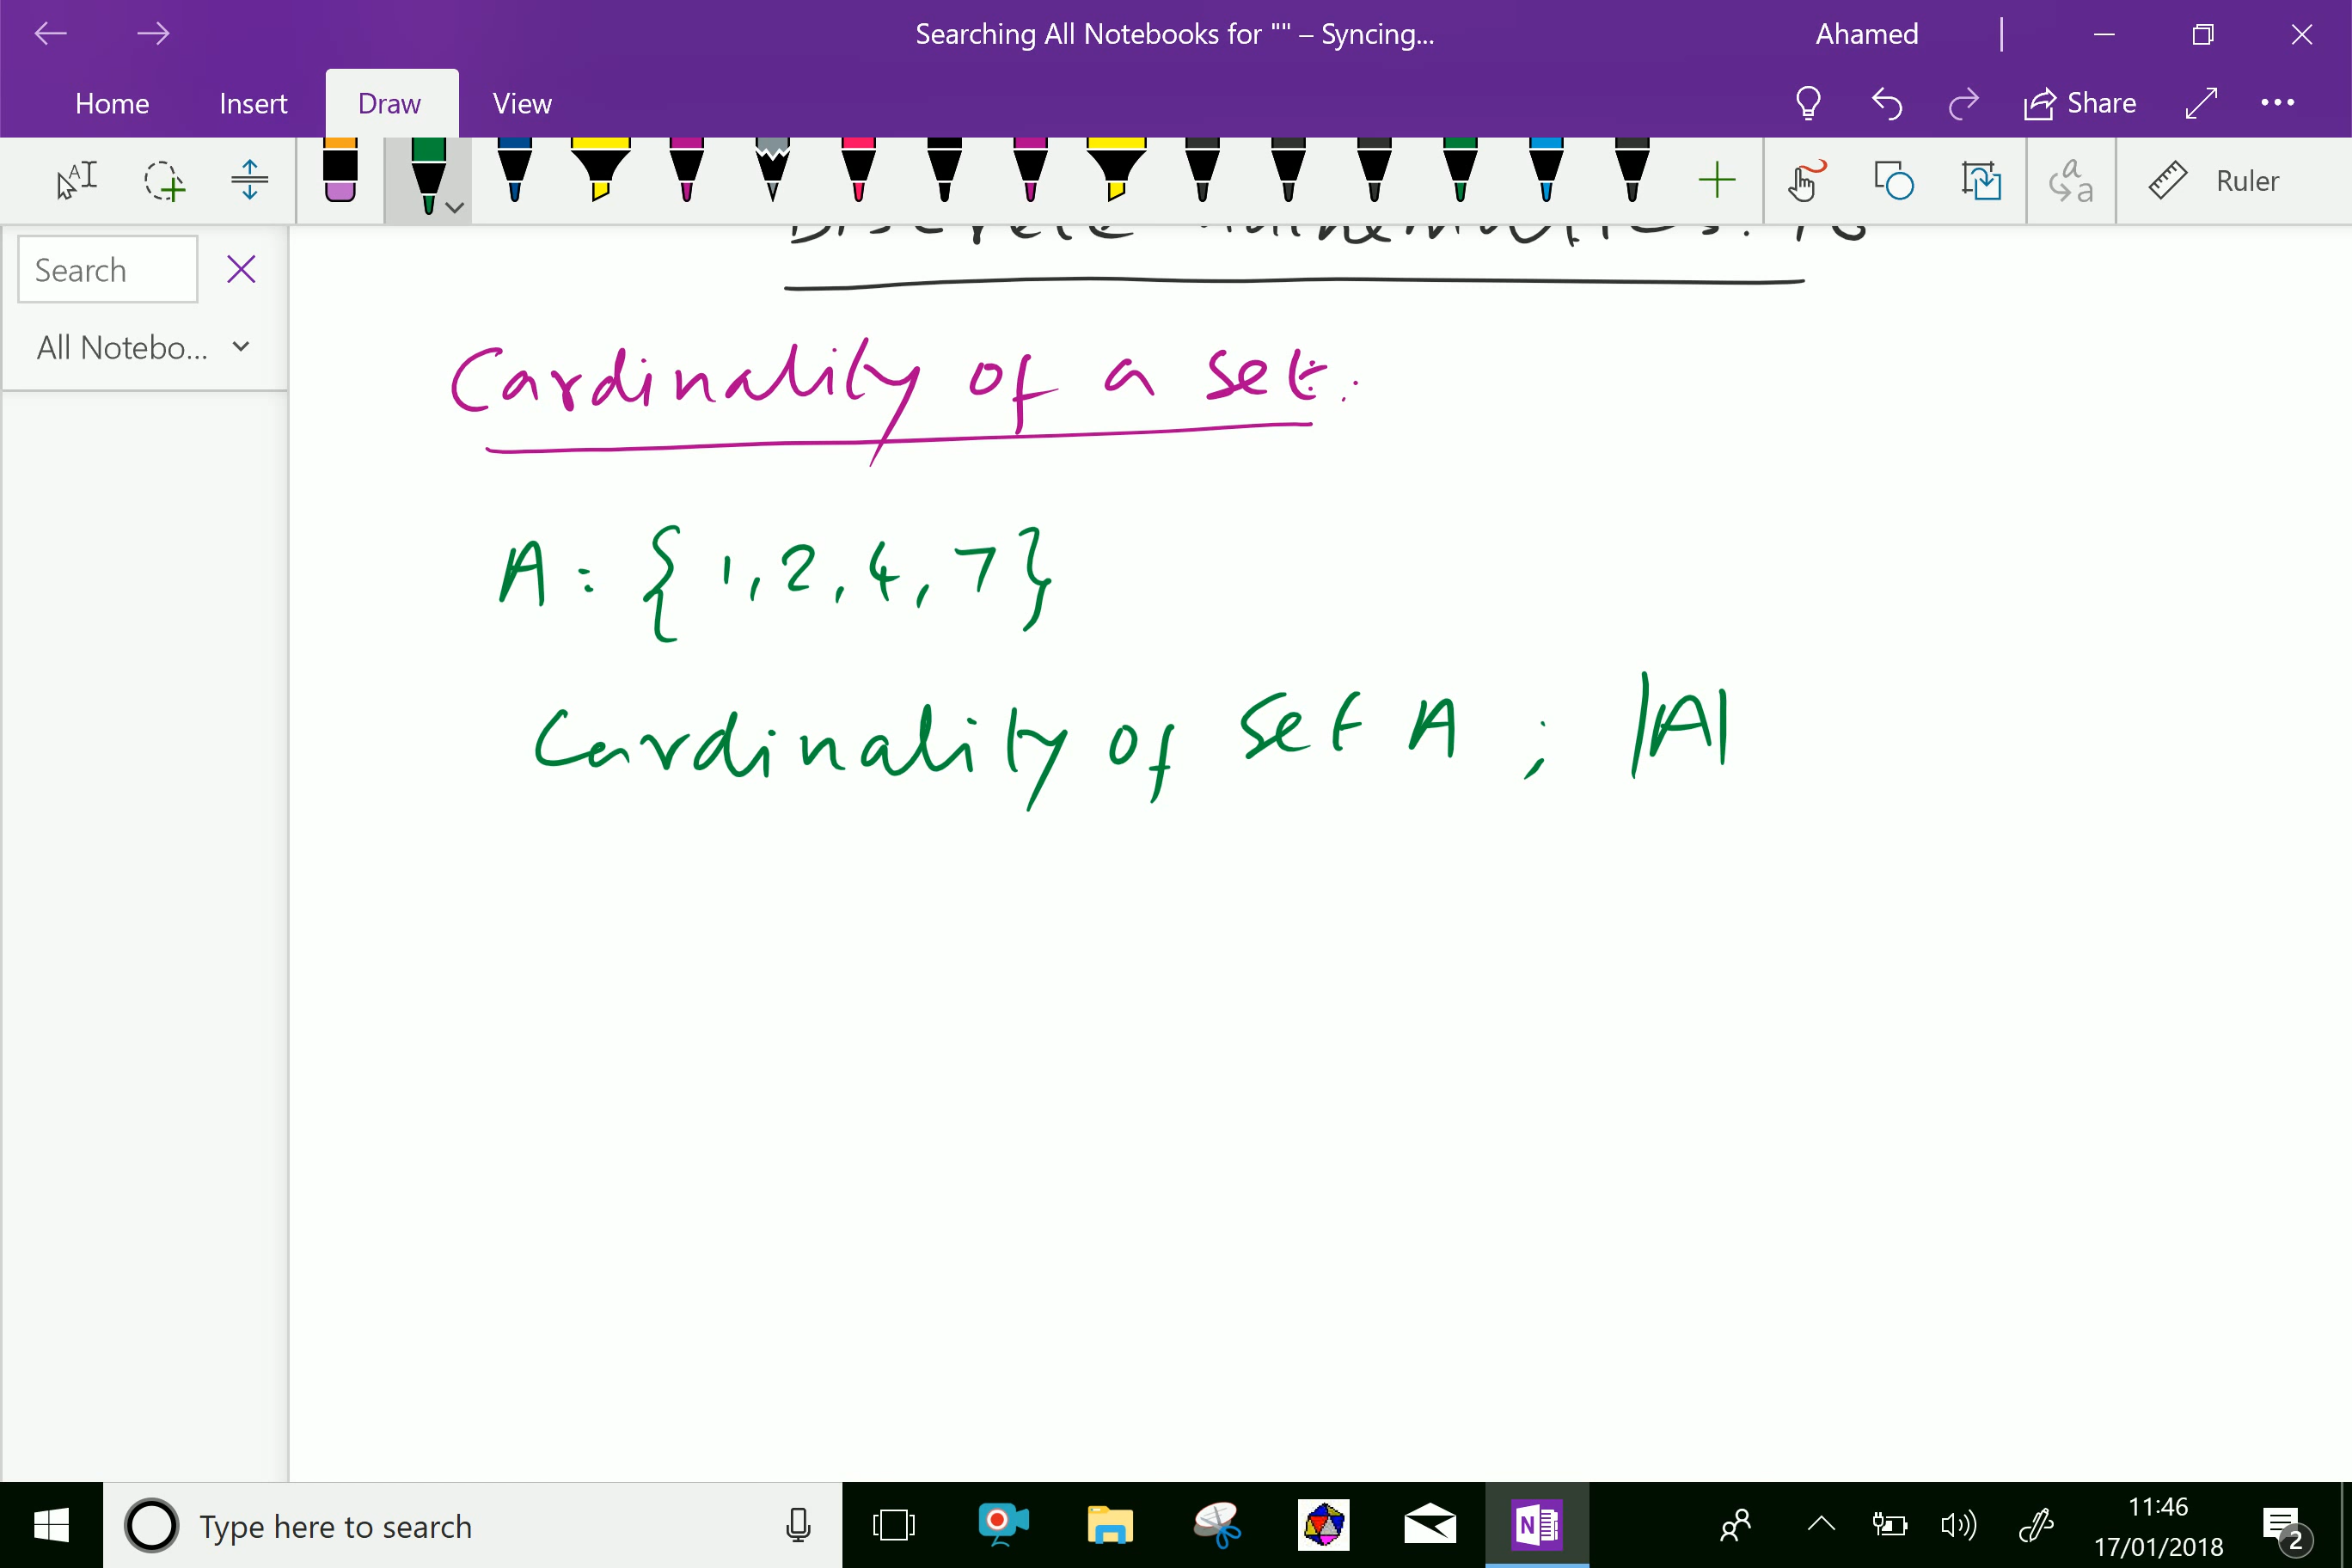 Searching All Notebooks for "" – Syncing...
Ahamed
Home Insert Draw View
Share
Ruler
Search
All Notebo...
Cardinality of a set:
A = { 1, 2, 4, 7}
Cardinality of set A ; |A|
Type here to search
N
11:46
17/01/2018
2